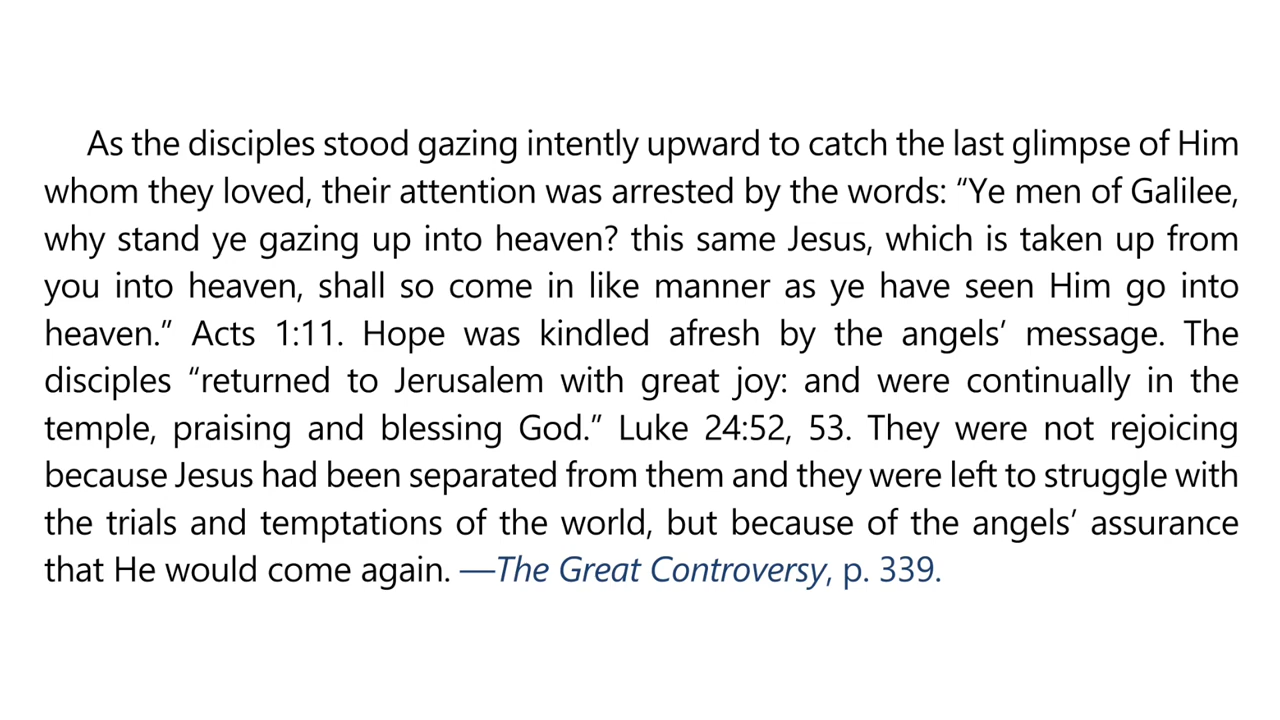 As the disciples stood gazing intently upward to catch the last glimpse of Him
whom they loved, their attention was arrested by the words: “Ye men of Galilee,
why stand ye gazing up into heaven? this same Jesus, which is taken up from
you into heaven, shall so come in like manner as ye have seen Him go into
heaven.” Acts 1:11. Hope was kindled afresh by the angels’ message. The
disciples “returned to Jerusalem with great joy: and were continually in the
temple, praising and blessing God.” Luke 24:52, 53. They were not rejoicing
because Jesus had been separated from them and they were left to struggle with
the trials and temptations of the world, but because of the angels’ assurance
that He would come again. —The Great Controversy, p. 339.